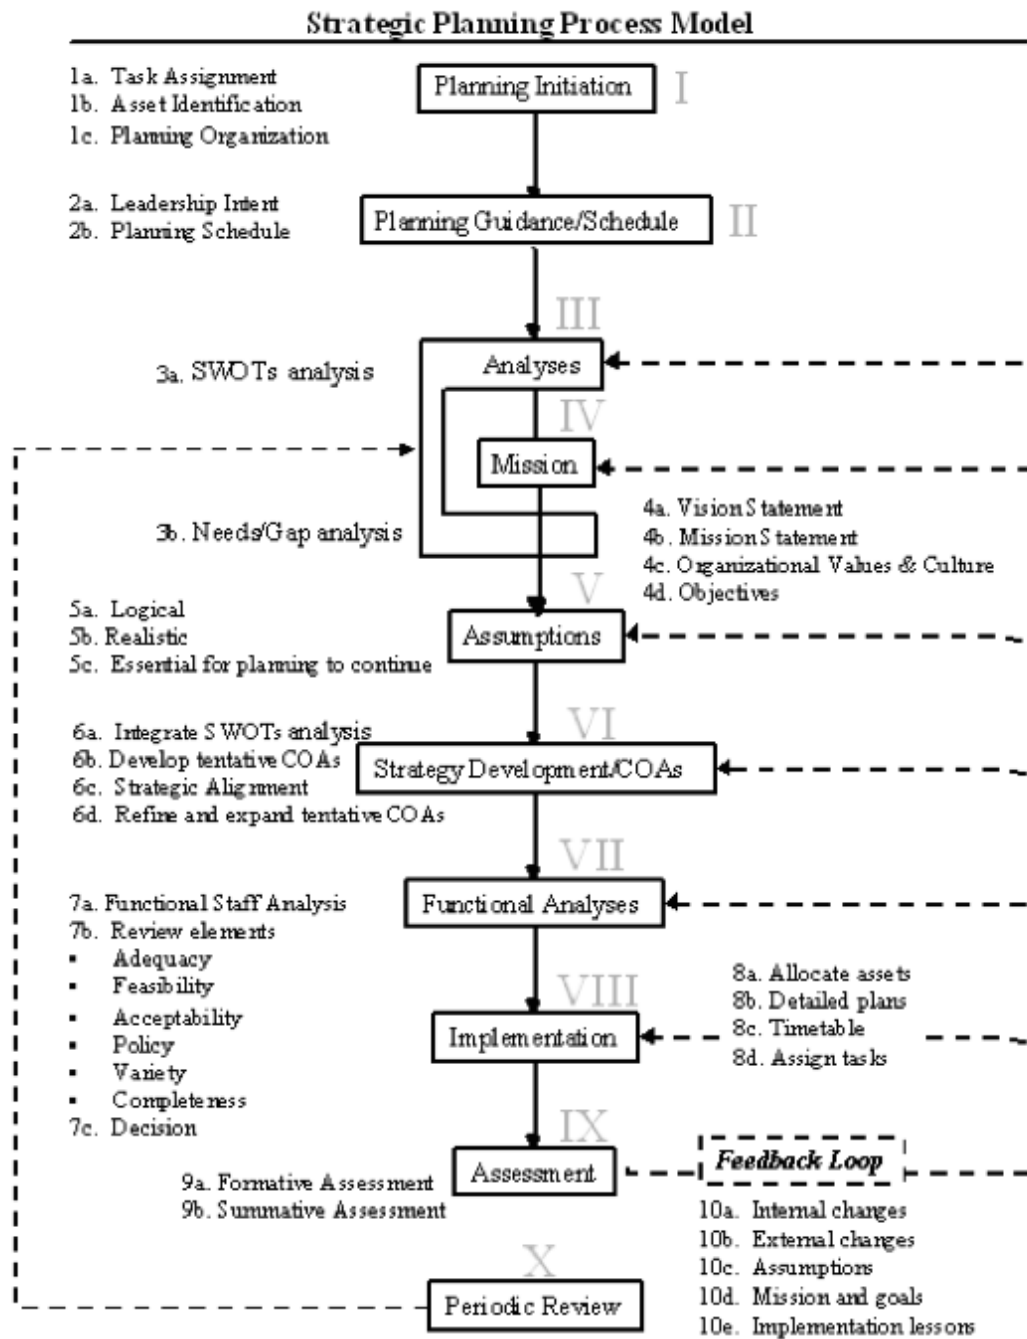 Strategic Planning Process Model
1a. Task Assignment
1b. Asset Identification
1c. Planning Organization
Planning Initiation
I
2a. Leadership Intent
2b. Planning Schedule
Planning Guidance/Schedule
II
III
3a. SWOTs analysis
Analyses
IV
Mission
3b. Needs/Gap analysis
4a. Vision Statement
4b. Mission Statement
4c. Organizational Values & Culture
4d. Objectives
V
5a. Logical
5b. Realistic
5c. Essential for planning to continue
Assumptions
VI
6a. Integrate SWOTs analysis
6b. Develop tentative COAs
6c. Strategic Alignment
6d. Refine and expand tentative COAs
Strategy Development/COAs
VII
7a. Functional Staff Analysis
7b. Review elements
▪ Adequacy
▪ Feasibility
▪ Acceptability
▪ Policy
▪ Variety
▪ Completeness
7c. Decision
Functional Analyses
VIII
Implementation
8a. Allocate assets
8b. Detailed plans
8c. Timetable
8d. Assign tasks
IX
9a. Formative Assessment
9b. Summative Assessment
Assessment
Feedback Loop
10a. Internal changes
10b. External changes
10c. Assumptions
10d. Mission and goals
10e. Implementation lessons
X
Periodic Review